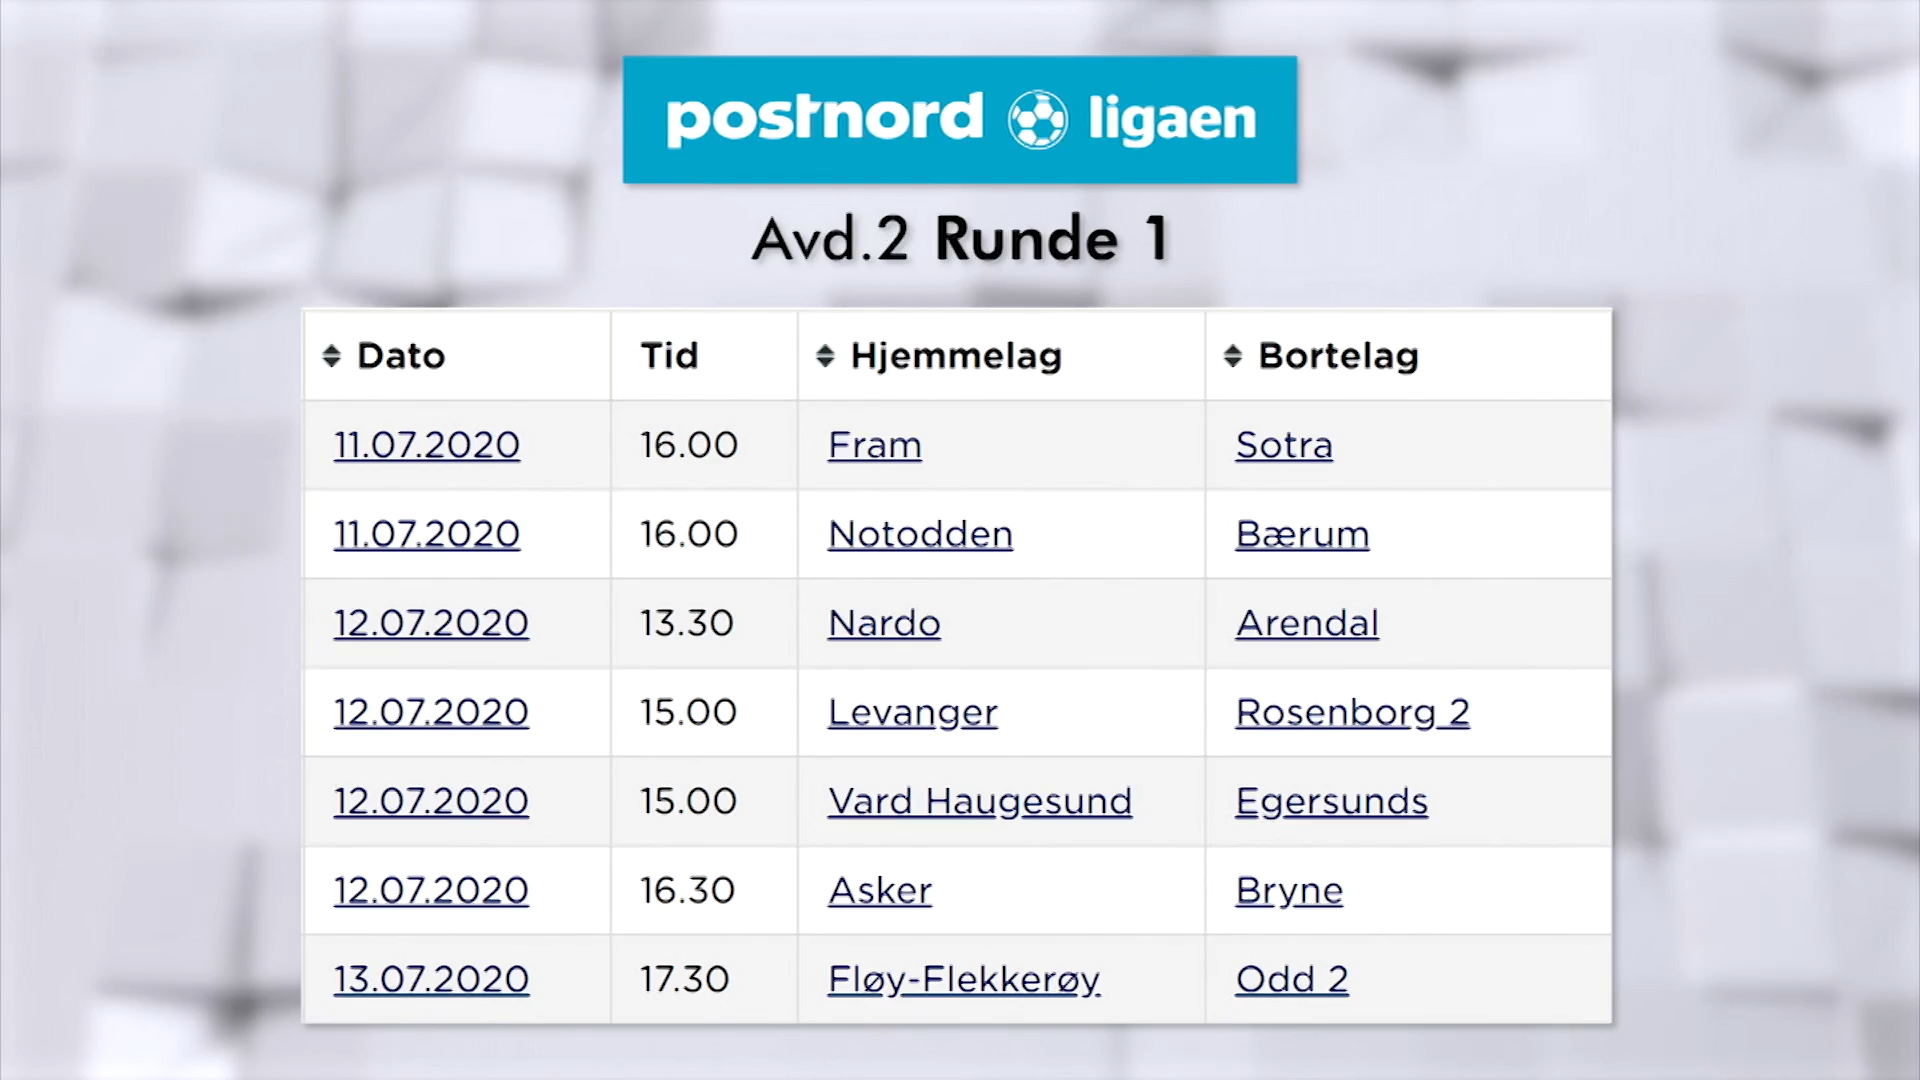 postnord ligaen
Avd.2 Runde 1
Dato Tid Hjemmelag Bortelag
11.07.2020 16.00 Fram Sotra
11.07.2020 16.00 Notodden Bærum
12.07.2020 13.30 Nardo Arendal
12.07.2020 15.00 Levanger Rosenborg 2
12.07.2020 15.00 Vard Haugesund Egersunds
12.07.2020 16.30 Asker Bryne
13.07.2020 17.30 Fløy-Flekkerøy Odd 2